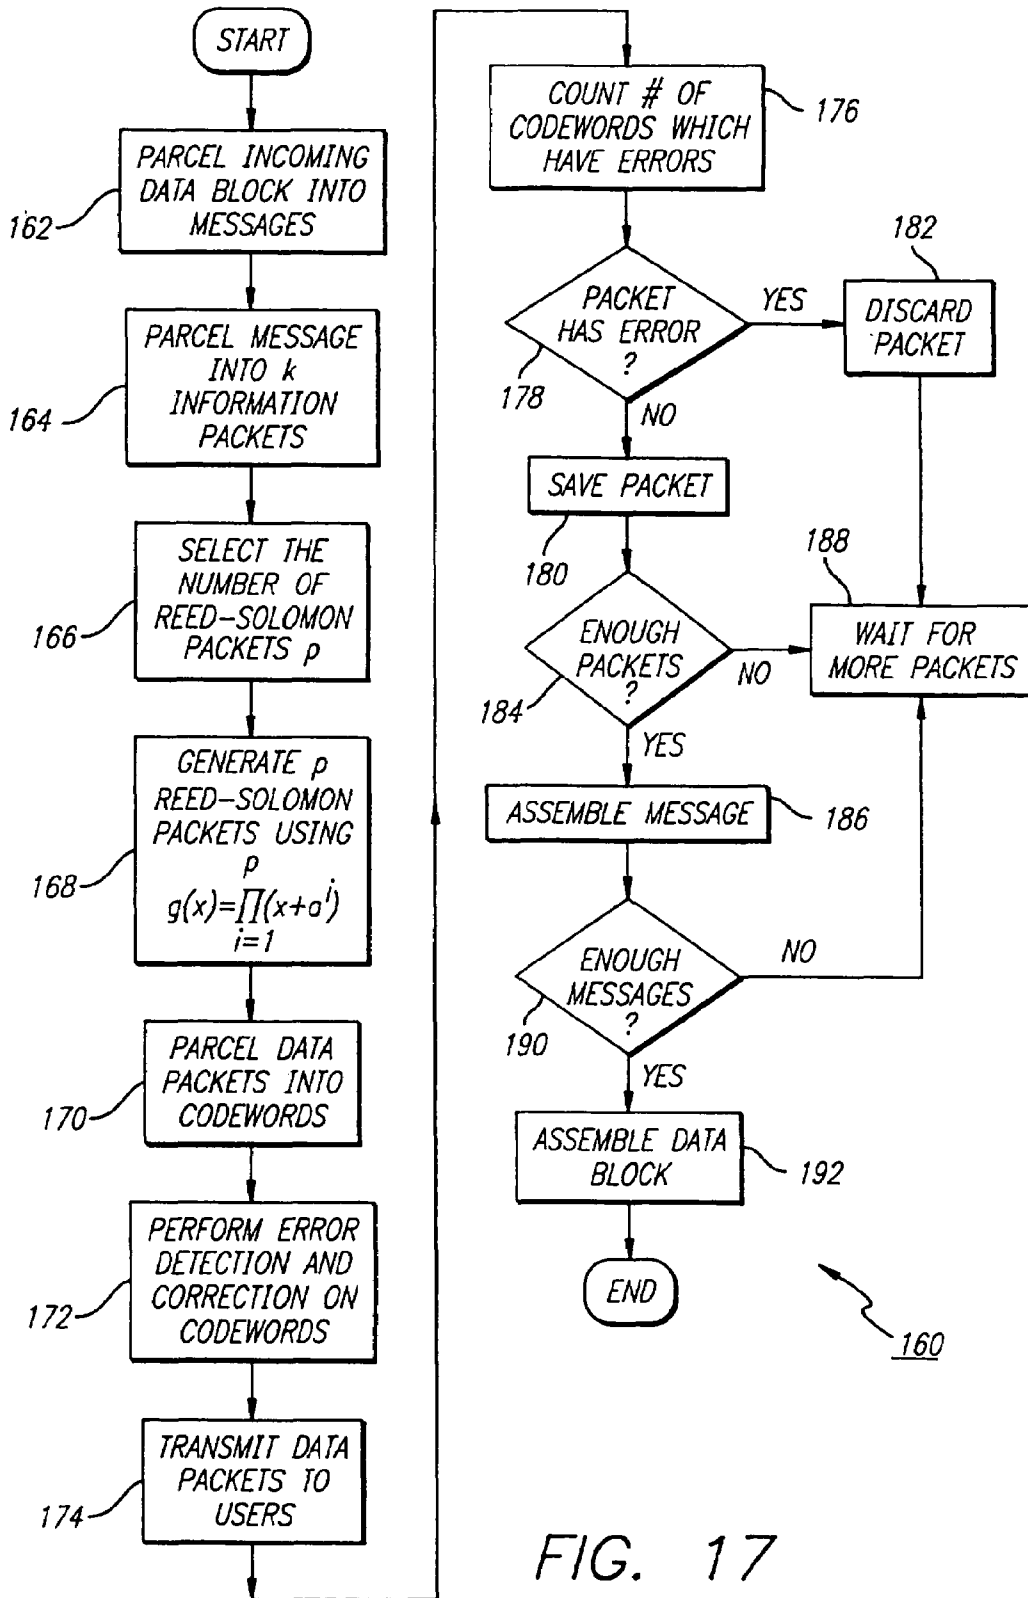 START
PARCEL INCOMING
DATA BLOCK INTO
MESSAGES
162
PARCEL MESSAGE
INTO k
INFORMATION
PACKETS
164
SELECT THE
NUMBER OF
REED-SOLOMON
PACKETS p
166
GENERATE p
REED-SOLOMON
PACKETS USING
p
g(x)=∏(x+a^i)
i=1
168
PARCEL DATA
PACKETS INTO
CODEWORDS
170
PERFORM ERROR
DETECTION AND
CORRECTION ON
CODEWORDS
172
TRANSMIT DATA
PACKETS TO
USERS
174
COUNT # OF
CODEWORDS WHICH
HAVE ERRORS
176
PACKET
HAS ERROR
?
178
YES
NO
182
DISCARD
PACKET
SAVE PACKET
180
ENOUGH
PACKETS
?
184
NO
YES
188
WAIT FOR
MORE PACKETS
ASSEMBLE MESSAGE
186
ENOUGH
MESSAGES
?
190
NO
YES
ASSEMBLE DATA
BLOCK
192
END
160
FIG. 17